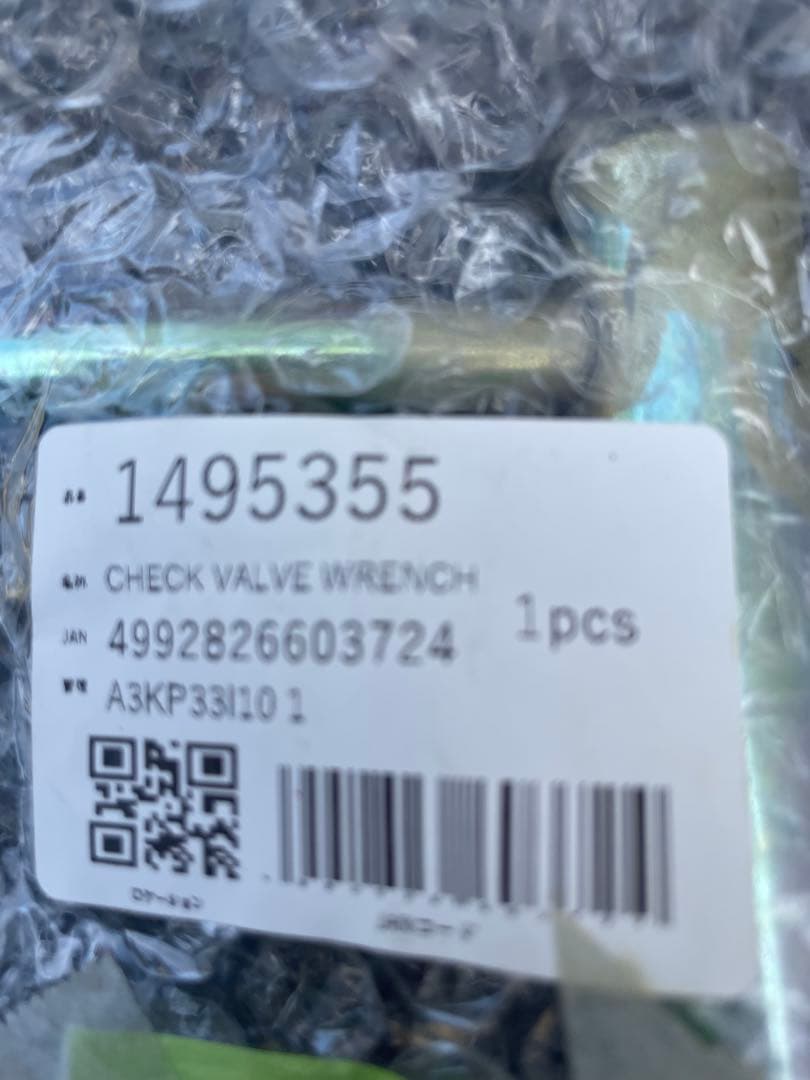 1495355
CHECK VALVE WRENCH
1pcs
JAN 4992826603724
A3KP33I10 1